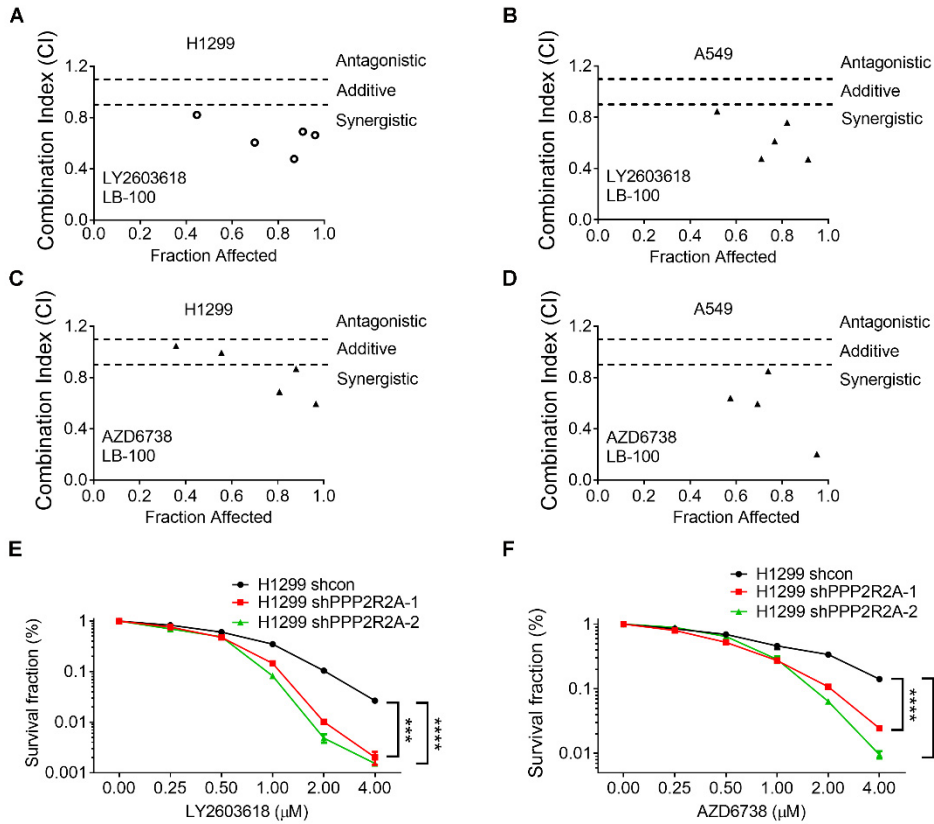 A
H1299
Combination Index (CI)
1.2
0.8
0.4
0.0
Antagonistic
Additive
Synergistic
LY2603618
LB-100
0.0 0.2 0.4 0.6 0.8 1.0
Fraction Affected
B
A549
Combination Index (CI)
1.2
0.8
0.4
0.0
Antagonistic
Additive
Synergistic
LY2603618
LB-100
0.0 0.2 0.4 0.6 0.8 1.0
Fraction Affected
C
H1299
Combination Index (CI)
1.2
0.8
0.4
0.0
Antagonistic
Additive
Synergistic
AZD6738
LB-100
0.0 0.2 0.4 0.6 0.8 1.0
Fraction Affected
D
A549
Combination Index (CI)
1.2
0.8
0.4
0.0
Antagonistic
Additive
Synergistic
AZD6738
LB-100
0.0 0.2 0.4 0.6 0.8 1.0
Fraction Affected
E
H1299 shcon
H1299 shPPP2R2A-1
H1299 shPPP2R2A-2
Survival fraction (%)
1
0.1
0.01
0.001
***
****
0.00 0.25 0.50 1.00 2.00 4.00
LY2603618 (μM)
F
H1299 shcon
H1299 shPPP2R2A-1
H1299 shPPP2R2A-2
Survival fraction (%)
1
0.1
0.01
****
0.00 0.25 0.50 1.00 2.00 4.00
AZD6738 (μM)